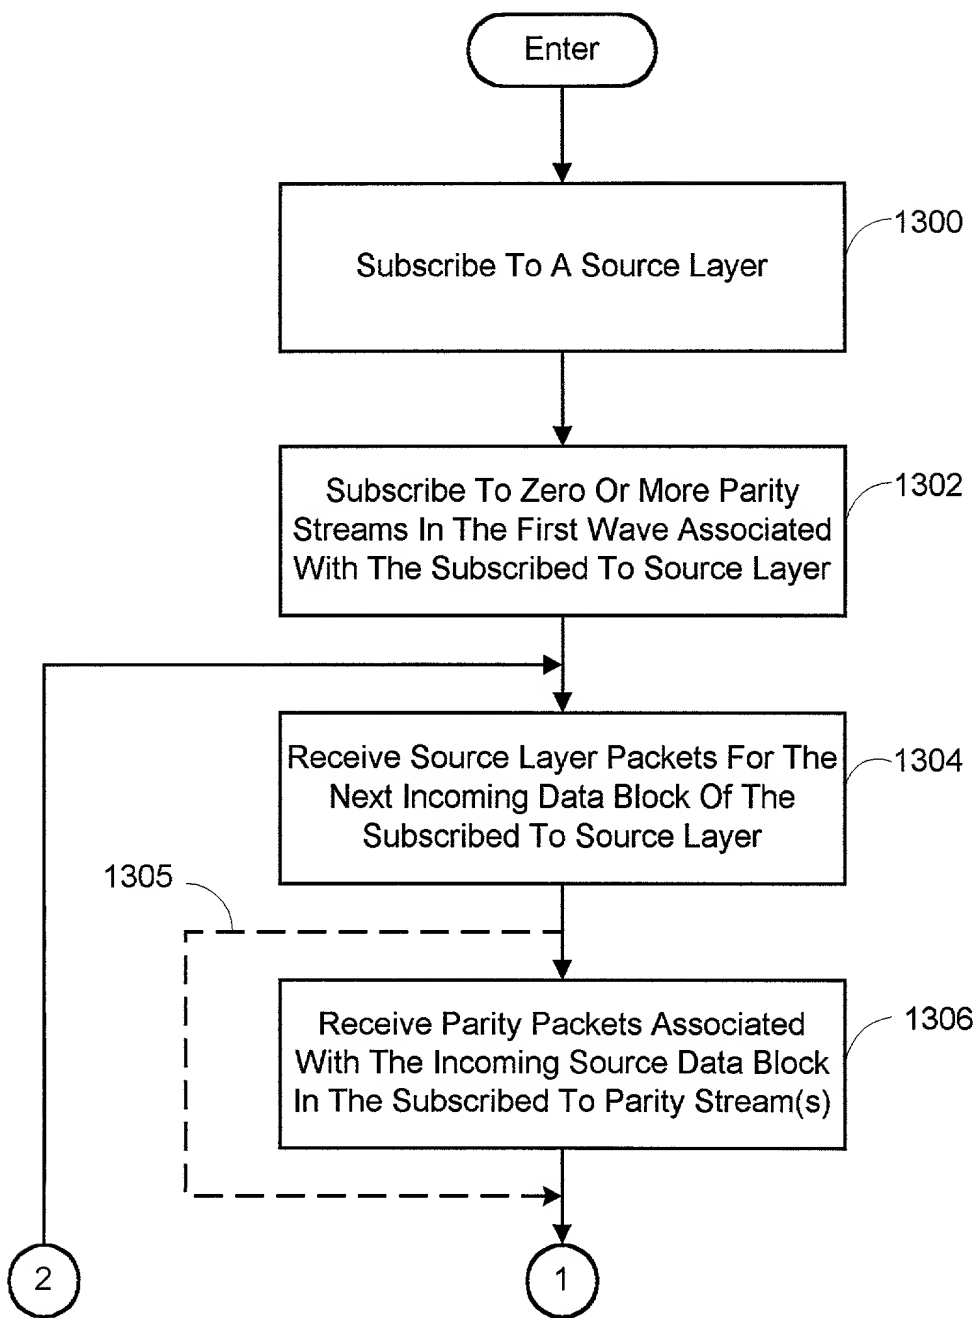 Enter
1300
Subscribe To A Source Layer
1302
Subscribe To Zero Or More Parity
Streams In The First Wave Associated
With The Subscribed To Source Layer
1304
Receive Source Layer Packets For The
Next Incoming Data Block Of The
Subscribed To Source Layer
1305
1306
Receive Parity Packets Associated
With The Incoming Source Data Block
In The Subscribed To Parity Stream(s)
2
1